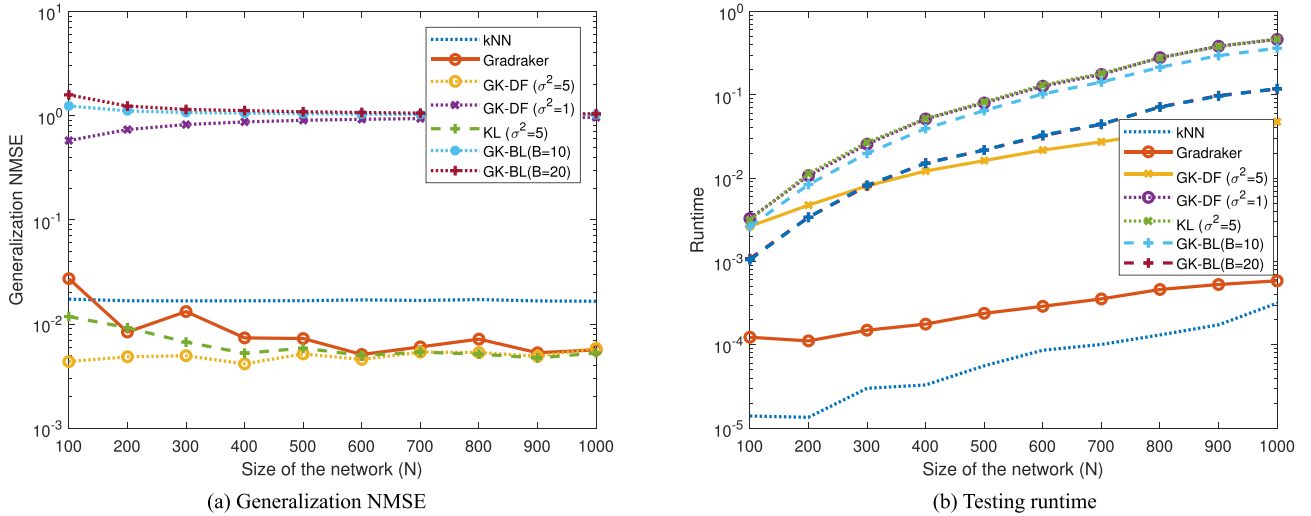 10^1
10^0
10^-1
10^-2
10^-3
Generalization NMSE
100 200 300 400 500 600 700 800 900 1000
Size of the network (N)
kNN
Gradraker
GK-DF (σ²=5)
GK-DF (σ²=1)
KL (σ²=5)
GK-BL(B=10)
GK-BL(B=20)
(a) Generalization NMSE
10^0
10^-1
10^-2
10^-3
10^-4
10^-5
Runtime
100 200 300 400 500 600 700 800 900 1000
Size of the network (N)
kNN
Gradraker
GK-DF (σ²=5)
GK-DF (σ²=1)
KL (σ²=5)
GK-BL(B=10)
GK-BL(B=20)
(b) Testing runtime